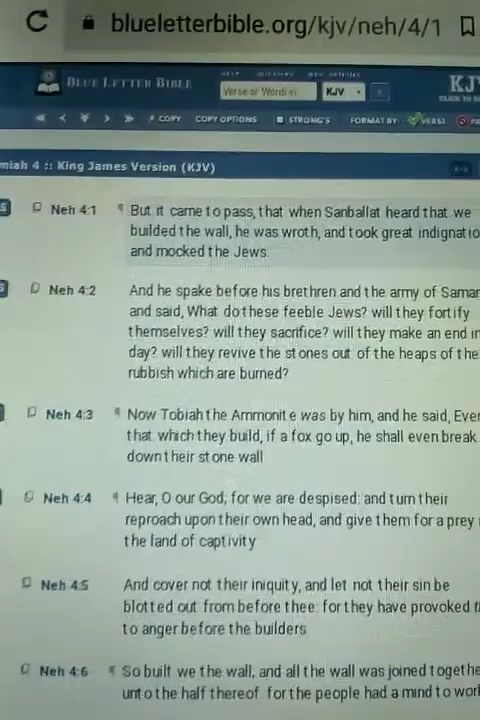 blueletterbible.org/kjv/neh/4/1
BLUE LETTER BIBLE
Verse or Word(s)
KJV
COPY COPY OPTIONS STRONG'S FORMAT BY VERSE
miah 4 :: King James Version (KJV)
Neh 4:1 ¶ But it came to pass, that when Sanballat heard that we
builded the wall, he was wroth, and took great indignatio
and mocked the Jews.
Neh 4:2 And he spake before his brethren and the army of Samar
and said, What do these feeble Jews? will they fortify
themselves? will they sacrifice? will they make an end in
day? will they revive the stones out of the heaps of the
rubbish which are burned?
Neh 4:3 ¶ Now Tobiah the Ammonite was by him, and he said, Even
that which they build, if a fox go up, he shall even break
down their stone wall
Neh 4:4 ¶ Hear, O our God; for we are despised: and turn their
reproach upon their own head, and give them for a prey
the land of captivity
Neh 4:5 And cover not their iniquity, and let not their sin be
blotted out from before thee: for they have provoked
to anger before the builders
Neh 4:6 ¶ So built we the wall, and all the wall was joined togethe
unto the half thereof: for the people had a mind to work